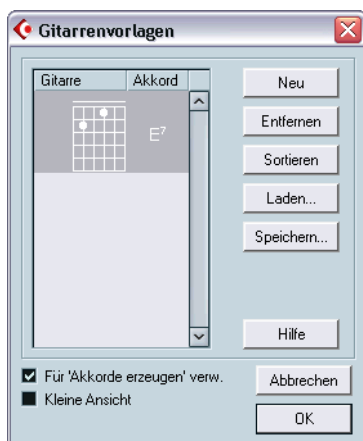 Gitarrenvorlagen
Gitarre Akkord
E7
Neu
Entfernen
Sortieren
Laden...
Speichern...
Hilfe
Für 'Akkorde erzeugen' verw.
Kleine Ansicht
Abbrechen
OK